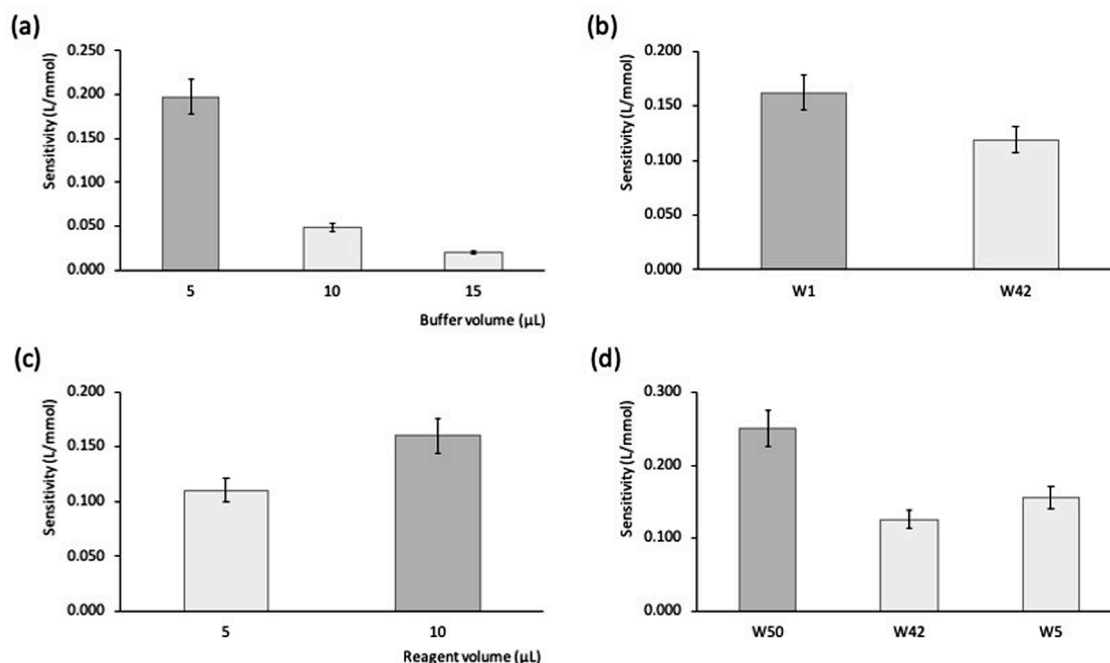 (a)
Sensitivity (L/mmol)
0.250
0.200
0.150
0.100
0.050
0.000
5 10 15
Buffer volume (µL)
(b)
Sensitivity (L/mmol)
0.200
0.150
0.100
0.050
0.000
W1 W42
(c)
Sensitivity (L/mmol)
0.200
0.150
0.100
0.050
0.000
5 10
Reagent volume (µL)
(d)
Sensitivity (L/mmol)
0.300
0.200
0.100
0.000
W50 W42 W5